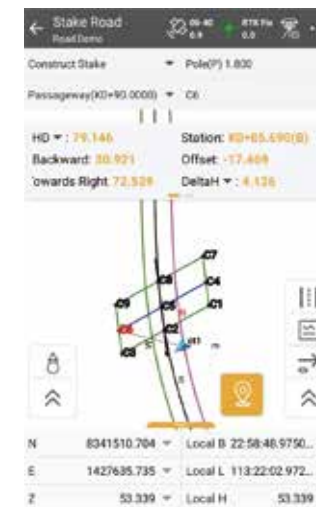 Stake Road
Road Demo
RTK Fix
Construct Stake
Pole(P) 1.800
Passageway(K0+90.0000)
C6
HD : 79.146
Station: K0+85.690(B)
Backward: 30.921
Offset: -17.408
owards Right 72.529
DeltaH : 4.126
C7
C8
C4
C9
C5
C1
C6
C2
C3
N 8341510.704
Local B 22:58:48.9750...
E 1427635.735
Local L 113:22:02.972...
Z 53.339
Local H 53.339